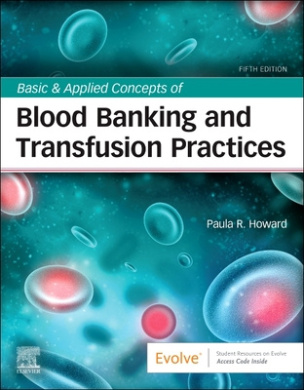 FIFTH EDITION
Basic & Applied Concepts of
Blood Banking and
Transfusion Practices
Paula R. Howard
ELSEVIER
Evolve
Student Resources on Evolve
Access Code Inside